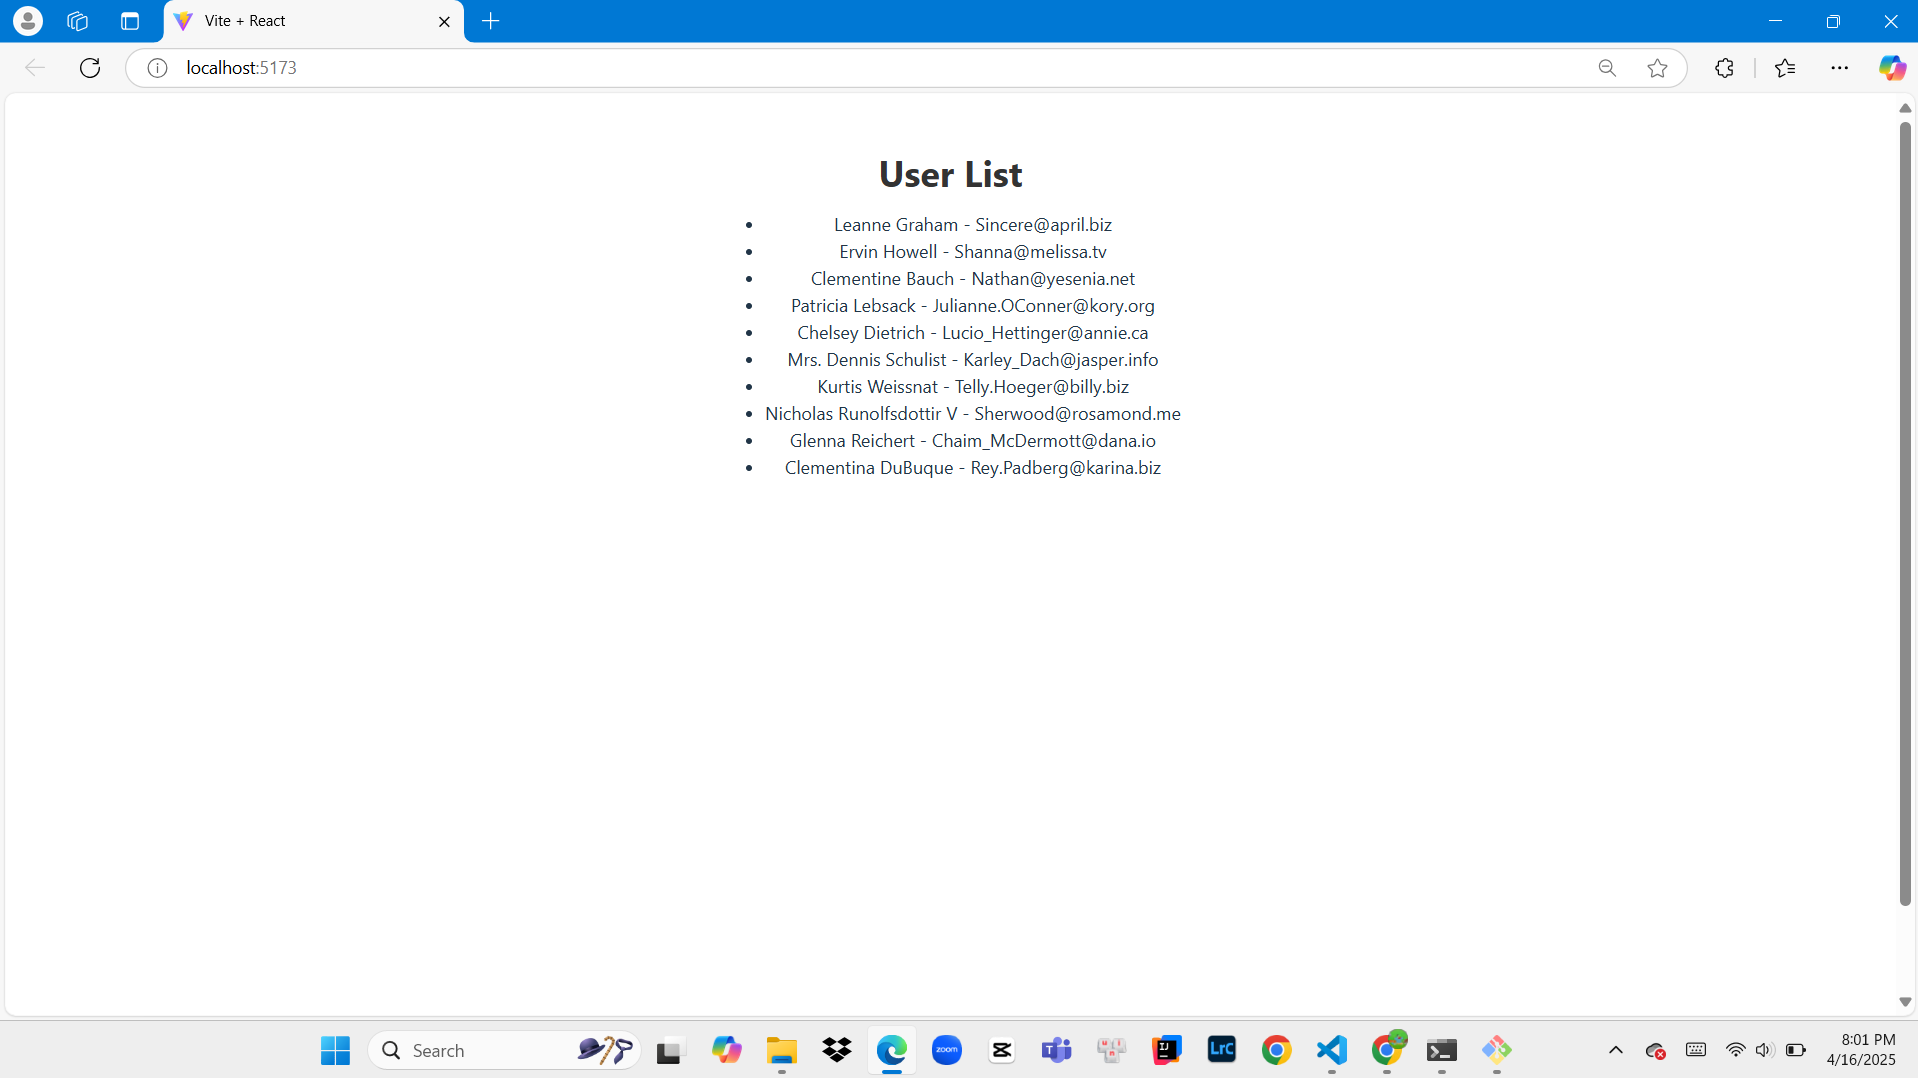 Vite + React
localhost:5173
User List
• Leanne Graham - Sincere@april.biz
• Ervin Howell - Shanna@melissa.tv
• Clementine Bauch - Nathan@yesenia.net
• Patricia Lebsack - Julianne.OConner@kory.org
• Chelsey Dietrich - Lucio_Hettinger@annie.ca
• Mrs. Dennis Schulist - Karley_Dach@jasper.info
• Kurtis Weissnat - Telly.Hoeger@billy.biz
• Nicholas Runolfsdottir V - Sherwood@rosamond.me
• Glenna Reichert - Chaim_McDermott@dana.io
• Clementina DuBuque - Rey.Padberg@karina.biz
Search
zoom
IJ
LrC
8:01 PM
4/16/2025